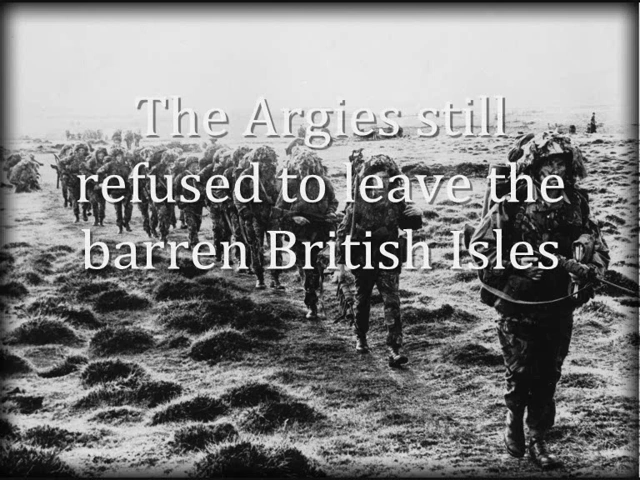 The Argies still
refused to leave the
barren British Isles